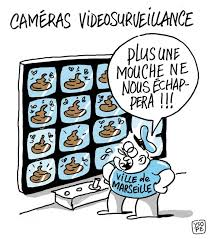 CAMÉRAS VIDEOSURVEILLANCE
PLUS UNE
MOUCHE NE
NOUS ÉCHAP-
PERA !!!
VILLE de
MARSEILLE